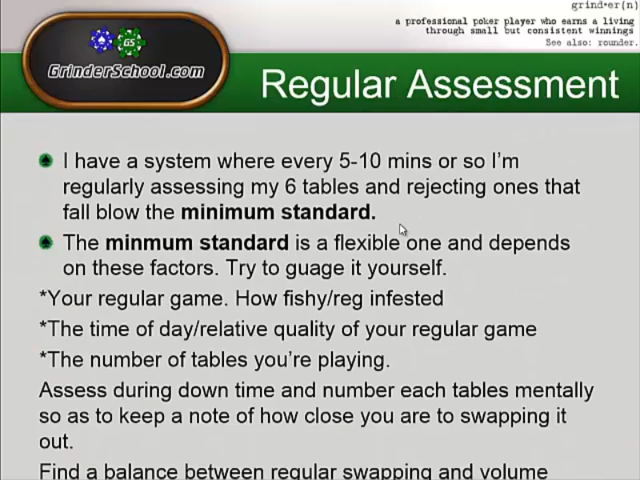 grind•er(n)
a professional poker player who earns a living
through small but consistent winnings
See also: rounder.
GS
GrinderSchool.com
Regular Assessment
I have a system where every 5-10 mins or so I'm
regularly assessing my 6 tables and rejecting ones that
fall blow the minimum standard.
The minmum standard is a flexible one and depends
on these factors. Try to guage it yourself.
*Your regular game. How fishy/reg infested
*The time of day/relative quality of your regular game
*The number of tables you're playing.
Assess during down time and number each tables mentally
so as to keep a note of how close you are to swapping it
out.
Find a balance between regular swapping and volume